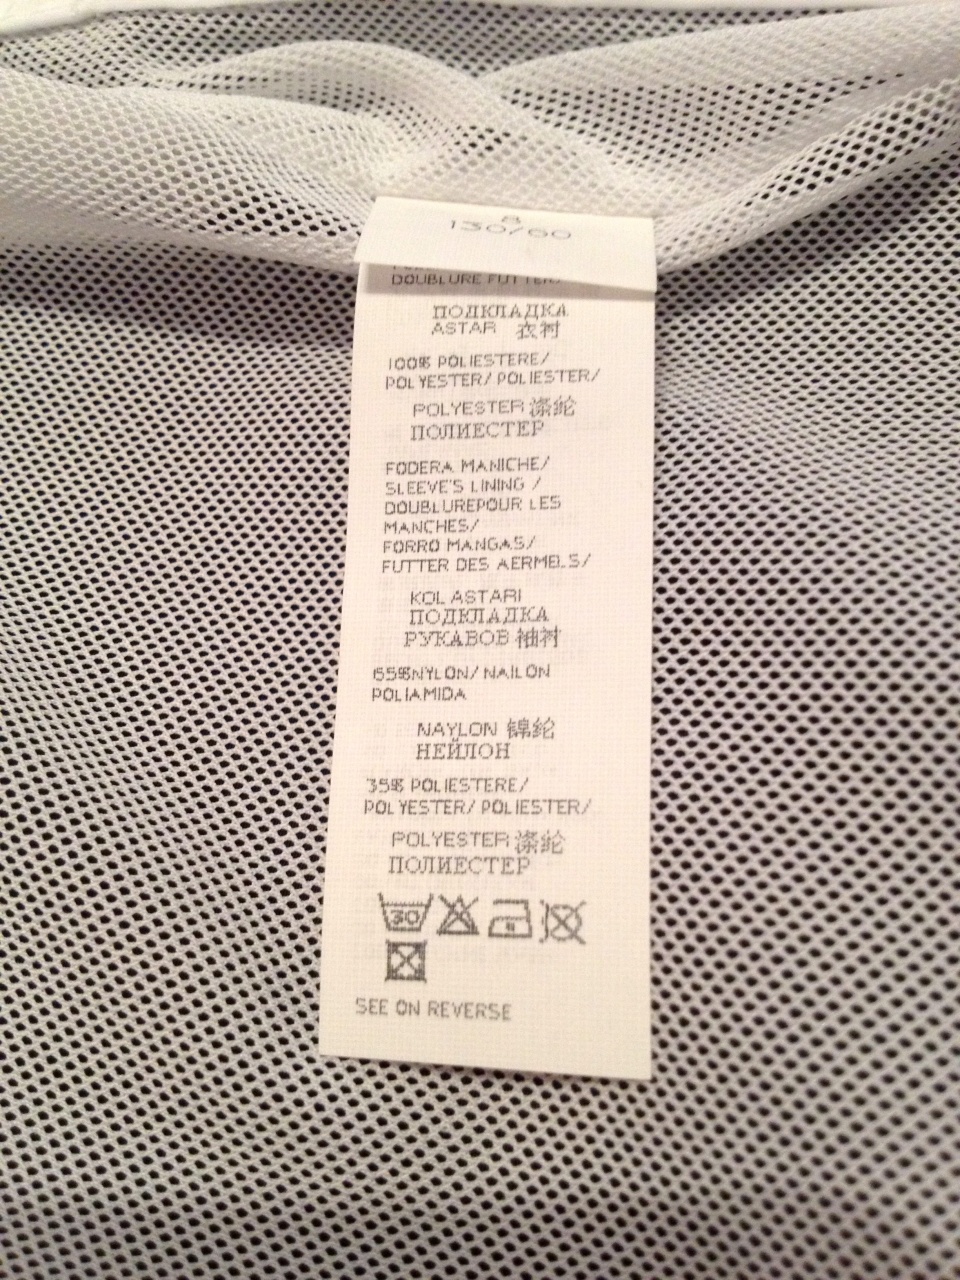 8
130/60
DOUBLURE FUTTER/
ПОДКЛАДКА
ASTAR 衣衬
100% POLIESTERE/
POLYESTER/ POLIESTER/
POLYESTER 涤纶
ПОЛИЕСТЕР
FODERA MANICHE/
SLEEVE'S LINING /
DOUBLUREPOUR LES
MANCHES/
FORRO MANGAS/
FUTTER DES AERMELS/
KOL ASTARI
ПОДКЛАДКА
РУКАВОВ 袖衬
65%NYLON/ NAILON
POLIAMIDA
NAYLON 锦纶
НЕЙЛОН
35% POLIESTERE/
POLYESTER/ POLIESTER/
POLYESTER 涤纶
ПОЛИЕСТЕР
30
SEE ON REVERSE